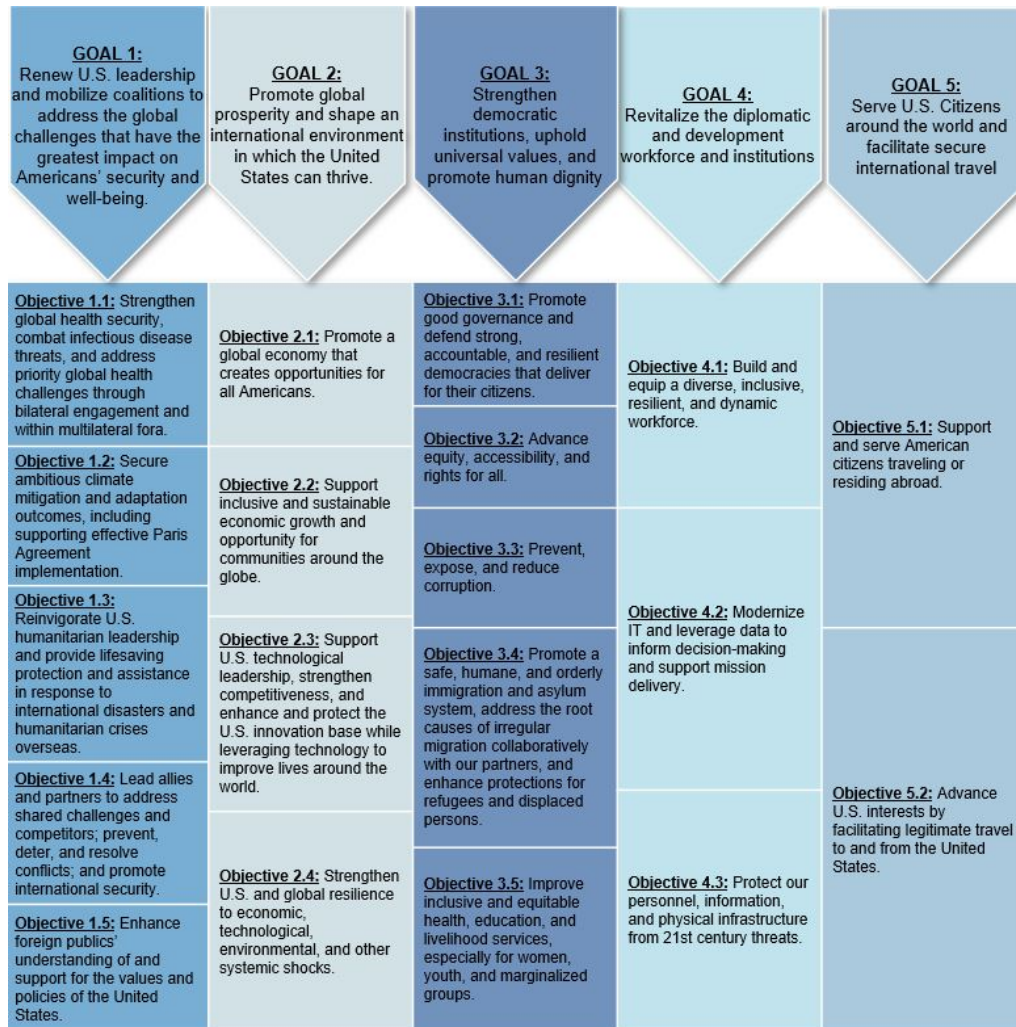 GOAL 1:
Renew U.S. leadership
and mobilize coalitions to
address the global
challenges that have the
greatest impact on
Americans' security and
well-being.
GOAL 2:
Promote global
prosperity and shape an
international environment
in which the United
States can thrive.
GOAL 3:
Strengthen
democratic
institutions, uphold
universal values, and
promote human dignity
GOAL 4:
Revitalize the diplomatic
and development
workforce and institutions
GOAL 5:
Serve U.S. Citizens
around the world and
facilitate secure
international travel
Objective 1.1: Strengthen
global health security,
combat infectious disease
threats, and address
priority global health
challenges through
bilateral engagement and
within multilateral fora.
Objective 1.2: Secure
ambitious climate
mitigation and adaptation
outcomes, including
supporting effective Paris
Agreement
implementation.
Objective 1.3:
Reinvigorate U.S.
humanitarian leadership
and provide lifesaving
protection and assistance
in response to
international disasters and
humanitarian crises
overseas.
Objective 1.4: Lead allies
and partners to address
shared challenges and
competitors; prevent,
deter, and resolve
conflicts; and promote
international security.
Objective 1.5: Enhance
foreign publics'
understanding of and
support for the values and
policies of the United
States.
Objective 2.1: Promote a
global economy that
creates opportunities for
all Americans.
Objective 2.2: Support
inclusive and sustainable
economic growth and
opportunity for
communities around the
globe.
Objective 2.3: Support
U.S. technological
leadership, strengthen
competitiveness, and
enhance and protect the
U.S. innovation base while
leveraging technology to
improve lives around the
world.
Objective 2.4: Strengthen
U.S. and global resilience
to economic,
technological,
environmental, and other
systemic shocks.
Objective 3.1: Promote
good governance and
defend strong,
accountable, and resilient
democracies that deliver
for their citizens.
Objective 3.2: Advance
equity, accessibility, and
rights for all.
Objective 3.3: Prevent,
expose, and reduce
corruption.
Objective 3.4: Promote a
safe, humane, and orderly
immigration and asylum
system, address the root
causes of irregular
migration collaboratively
with our partners, and
enhance protections for
refugees and displaced
persons.
Objective 3.5: Improve
inclusive and equitable
health, education, and
livelihood services,
especially for women,
youth, and marginalized
groups.
Objective 4.1: Build and
equip a diverse, inclusive,
resilient, and dynamic
workforce.
Objective 4.2: Modernize
IT and leverage data to
inform decision-making
and support mission
delivery.
Objective 4.3: Protect our
personnel, information,
and physical infrastructure
from 21st century threats.
Objective 5.1: Support
and serve American
citizens traveling or
residing abroad.
Objective 5.2: Advance
U.S. interests by
facilitating legitimate travel
to and from the United
States.